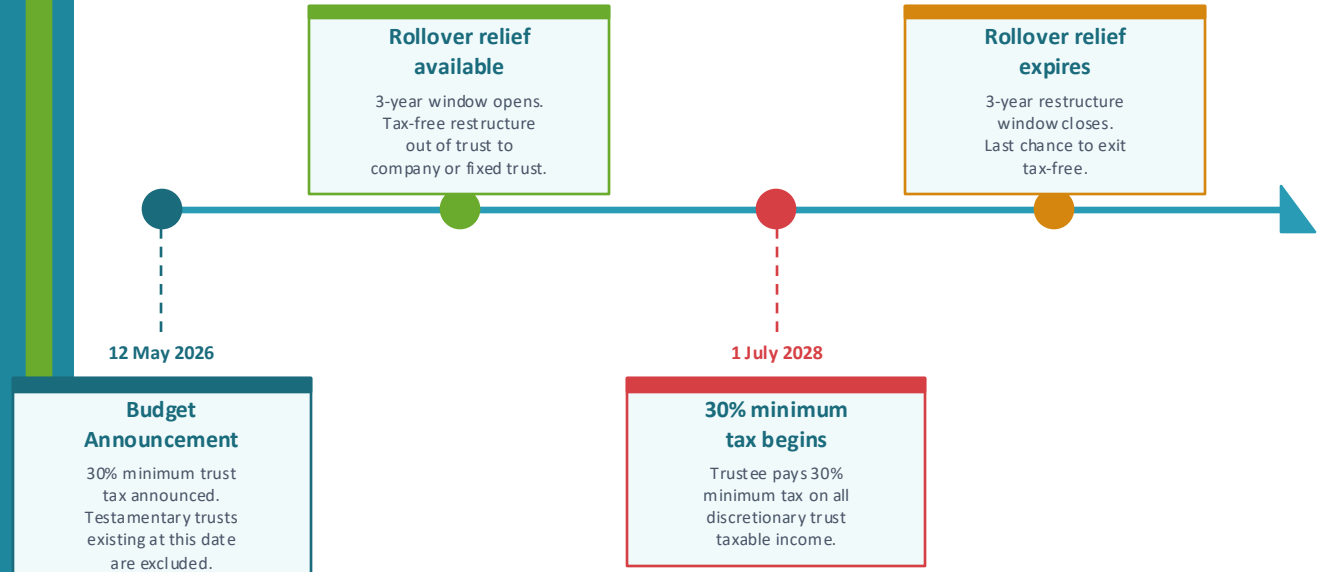 Rollover relief
available
3-year window opens.
Tax-free restructure
out of trust to
company or fixed trust.
Rollover relief
expires
3-year restructure
window closes.
Last chance to exit
tax-free.
12 May 2026
Budget
Announcement
30% minimum trust
tax announced.
Testamentary trusts
existing at this date
are excluded.
1 July 2028
30% minimum
tax begins
Trustee pays 30%
minimum tax on all
discretionary trust
taxable income.